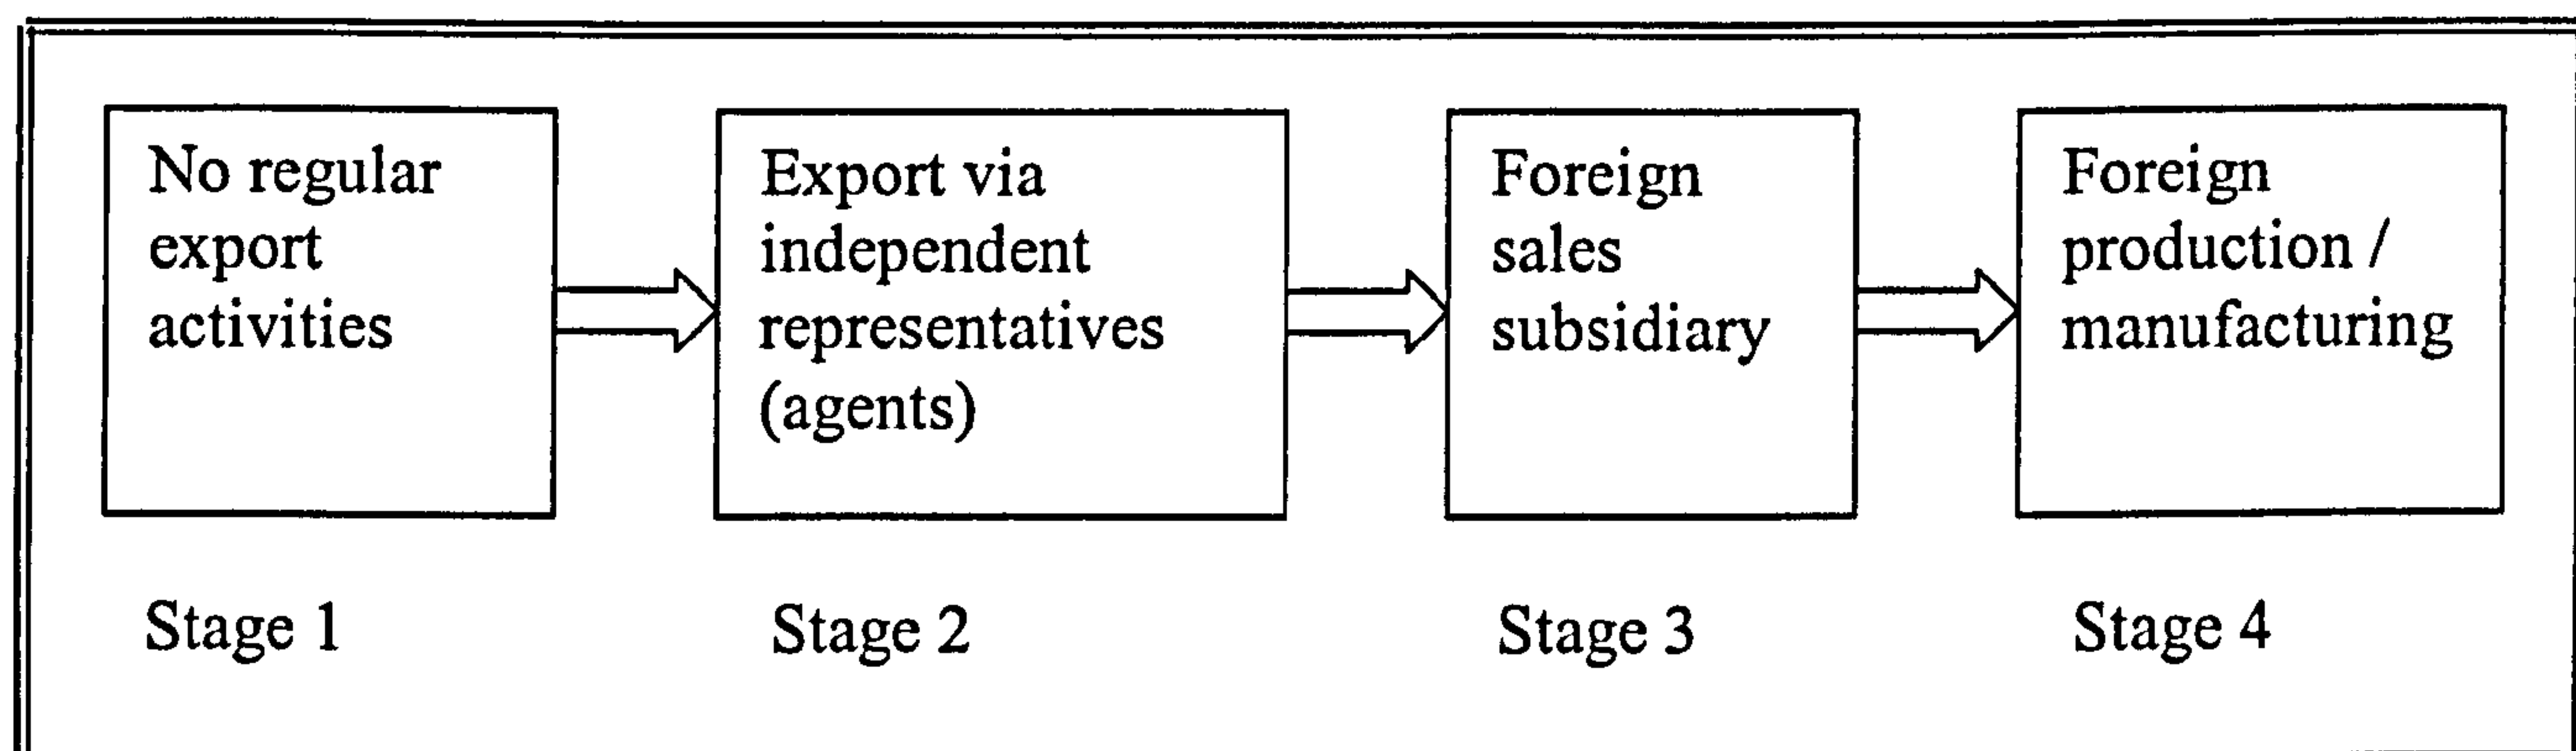 No regular
export
activities
Export via
independent
representatives
(agents)
Foreign
sales
subsidiary
Foreign
production /
manufacturing
Stage 1
Stage 2
Stage 3
Stage 4